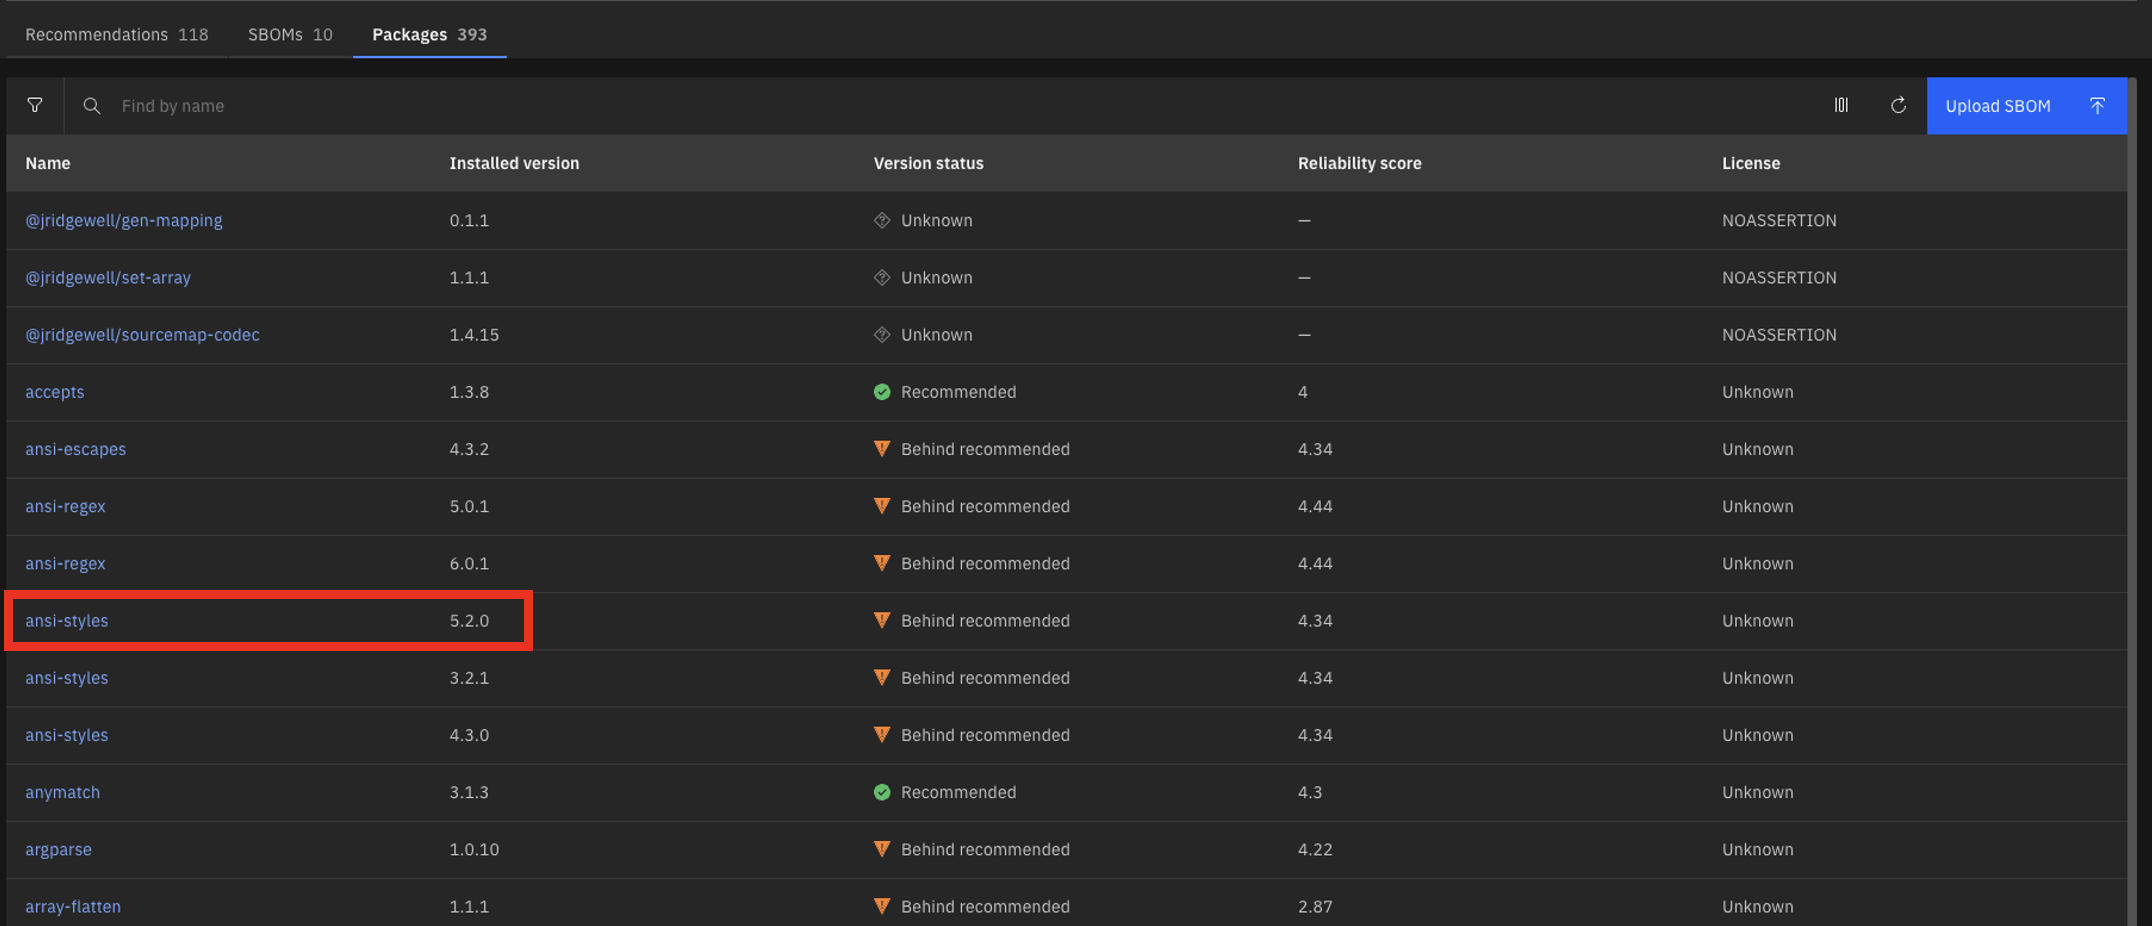 Recommendations 118 SBOMs 10 Packages 393
Find by name Upload SBOM
Name Installed version Version status Reliability score License
@jridgewell/gen-mapping 0.1.1 Unknown — NOASSERTION
@jridgewell/set-array 1.1.1 Unknown — NOASSERTION
@jridgewell/sourcemap-codec 1.4.15 Unknown — NOASSERTION
accepts 1.3.8 Recommended 4 Unknown
ansi-escapes 4.3.2 Behind recommended 4.34 Unknown
ansi-regex 5.0.1 Behind recommended 4.44 Unknown
ansi-regex 6.0.1 Behind recommended 4.44 Unknown
ansi-styles 5.2.0 Behind recommended 4.34 Unknown
ansi-styles 3.2.1 Behind recommended 4.34 Unknown
ansi-styles 4.3.0 Behind recommended 4.34 Unknown
anymatch 3.1.3 Recommended 4.3 Unknown
argparse 1.0.10 Behind recommended 4.22 Unknown
array-flatten 1.1.1 Behind recommended 2.87 Unknown